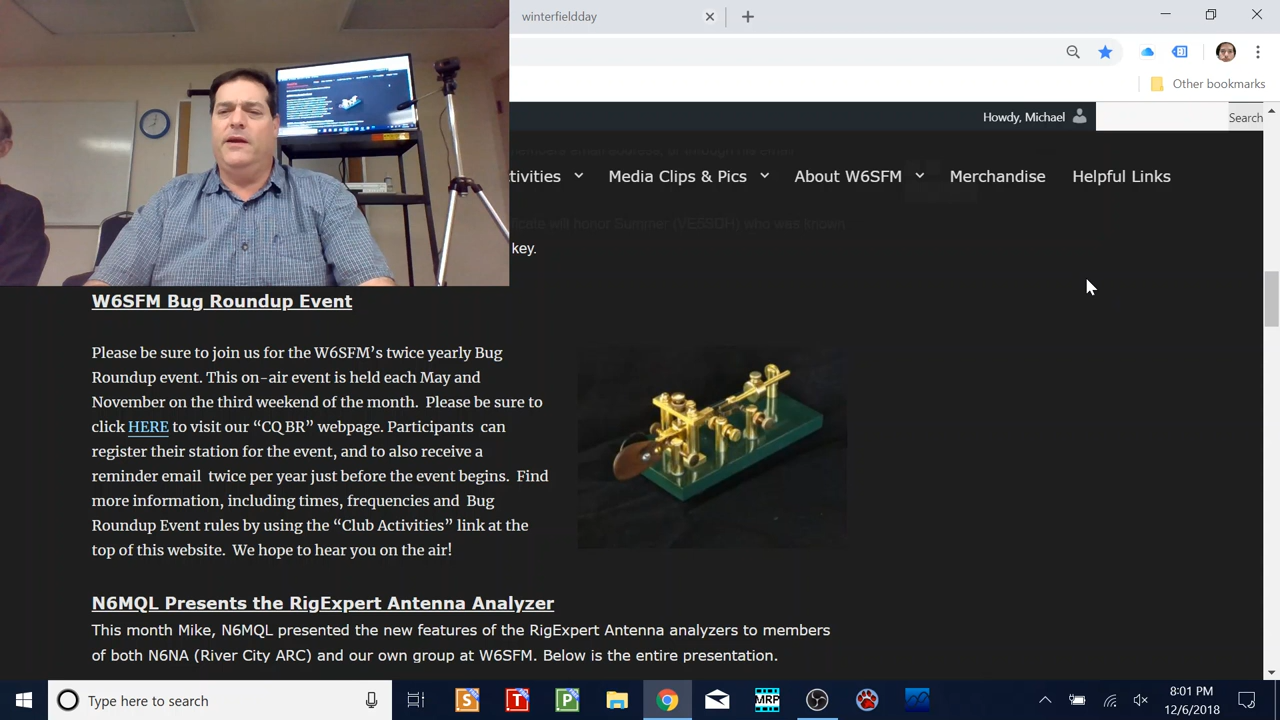 winterfieldday
Other bookmarks
Howdy, Michael
Search
Media Clips & Pics
About W6SFM
Merchandise
Helpful Links
will honor Summer (VE5SDH) who was known
key.
W6SFM Bug Roundup Event
Please be sure to join us for the W6SFM's twice yearly Bug
Roundup event. This on-air event is held each May and
November on the third weekend of the month. Please be sure to
click HERE to visit our “CQ BR” webpage. Participants can
register their station for the event, and to also receive a
reminder email twice per year just before the event begins. Find
more information, including times, frequencies and Bug
Roundup Event rules by using the “Club Activities” link at the
top of this website. We hope to hear you on the air!
N6MQL Presents the RigExpert Antenna Analyzer
This month Mike, N6MQL presented the new features of the RigExpert Antenna analyzers to members
of both N6NA (River City ARC) and our own group at W6SFM. Below is the entire presentation.
Type here to search
S
T
P
MRP
8:01 PM
12/6/2018